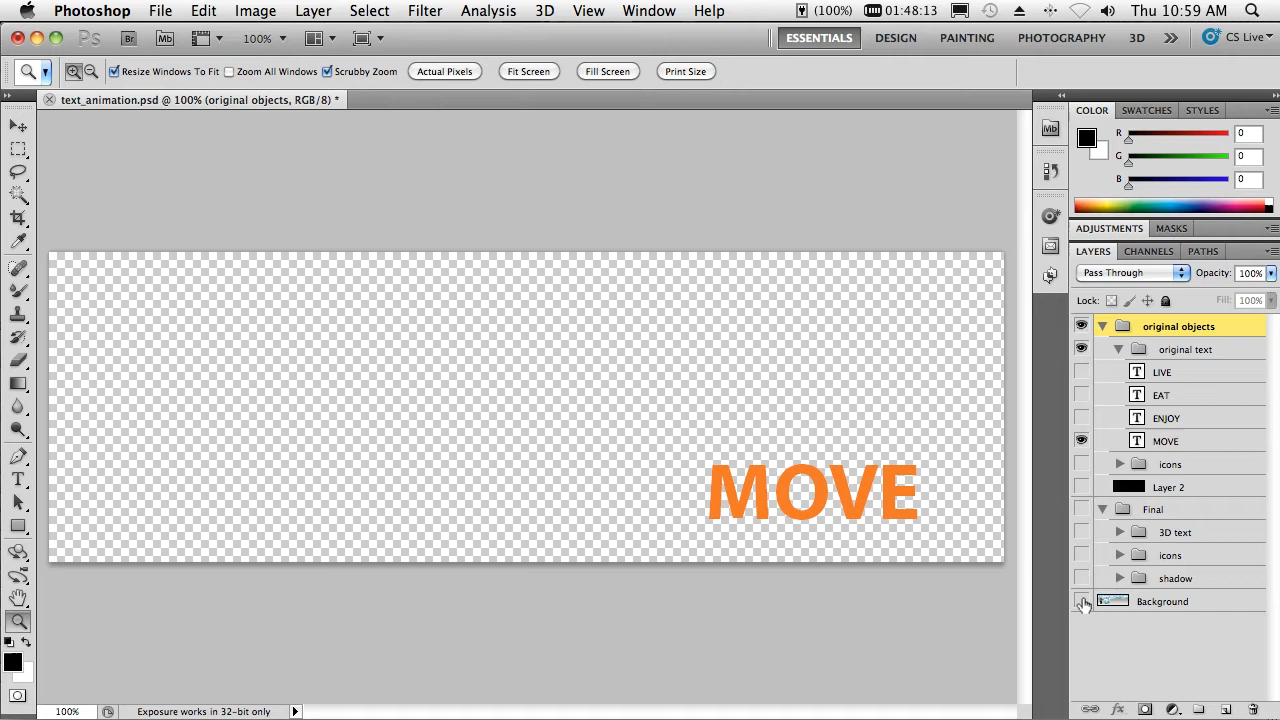 Photoshop File Edit Image Layer Select Filter Analysis 3D View Window Help (100%) 01:48:13 Thu 10:59 AM
Ps Br Mb 100% ESSENTIALS DESIGN PAINTING PHOTOGRAPHY 3D CS Live
Resize Windows To Fit Zoom All Windows Scrubby Zoom Actual Pixels Fit Screen Fill Screen Print Size
text_animation.psd @ 100% (original objects, RGB/8) *
COLOR SWATCHES STYLES
Mb
R 0
G 0
B 0
ADJUSTMENTS MASKS
LAYERS CHANNELS PATHS
Pass Through Opacity: 100%
Lock: Fill: 100%
original objects
original text
T LIVE
T EAT
T ENJOY
T MOVE
icons
Layer 2
Final
3D text
icons
shadow
Background
MOVE
T
100% Exposure works in 32-bit only
fx